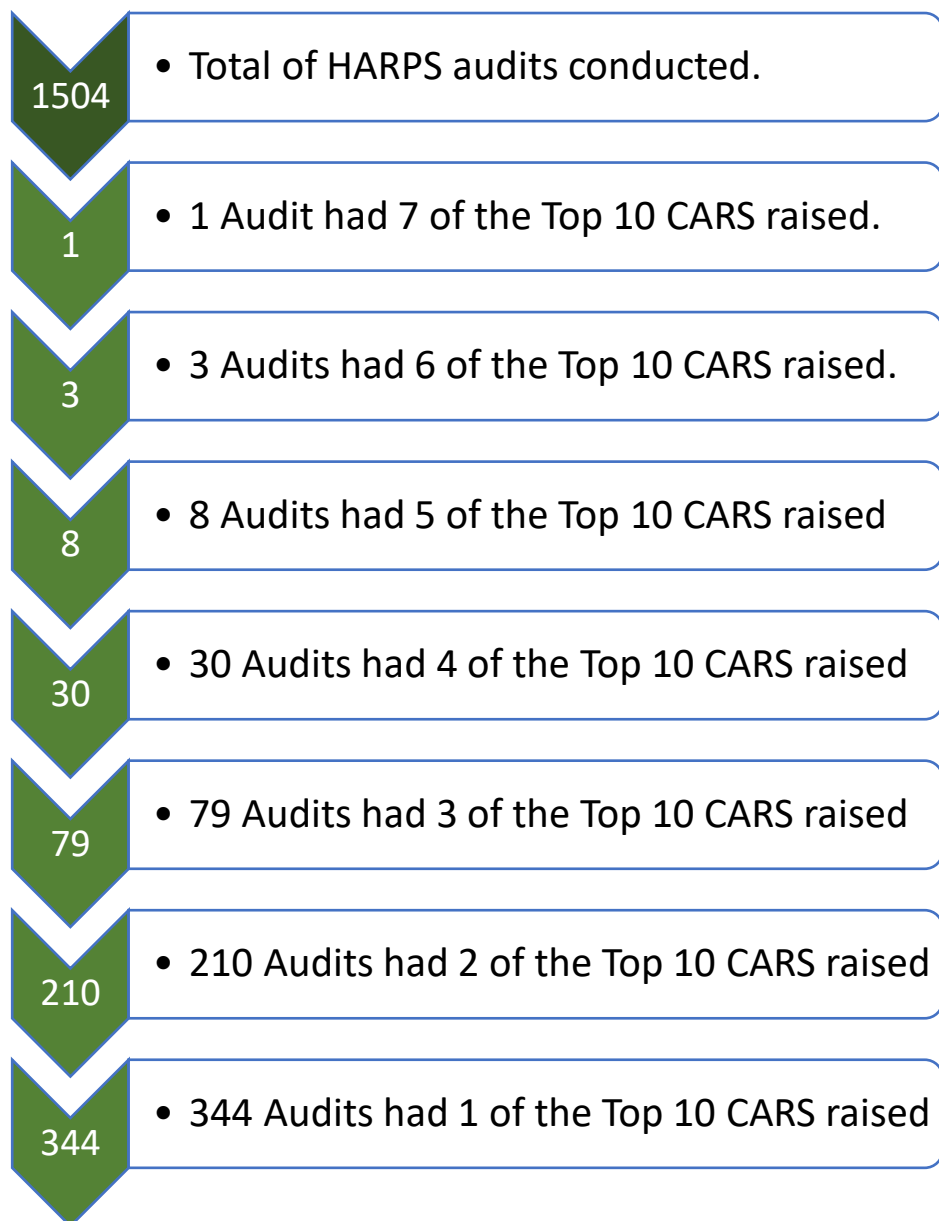 1504
• Total of HARPS audits conducted.
1
• 1 Audit had 7 of the Top 10 CARS raised.
3
• 3 Audits had 6 of the Top 10 CARS raised.
8
• 8 Audits had 5 of the Top 10 CARS raised
30
• 30 Audits had 4 of the Top 10 CARS raised
79
• 79 Audits had 3 of the Top 10 CARS raised
210
• 210 Audits had 2 of the Top 10 CARS raised
344
• 344 Audits had 1 of the Top 10 CARS raised